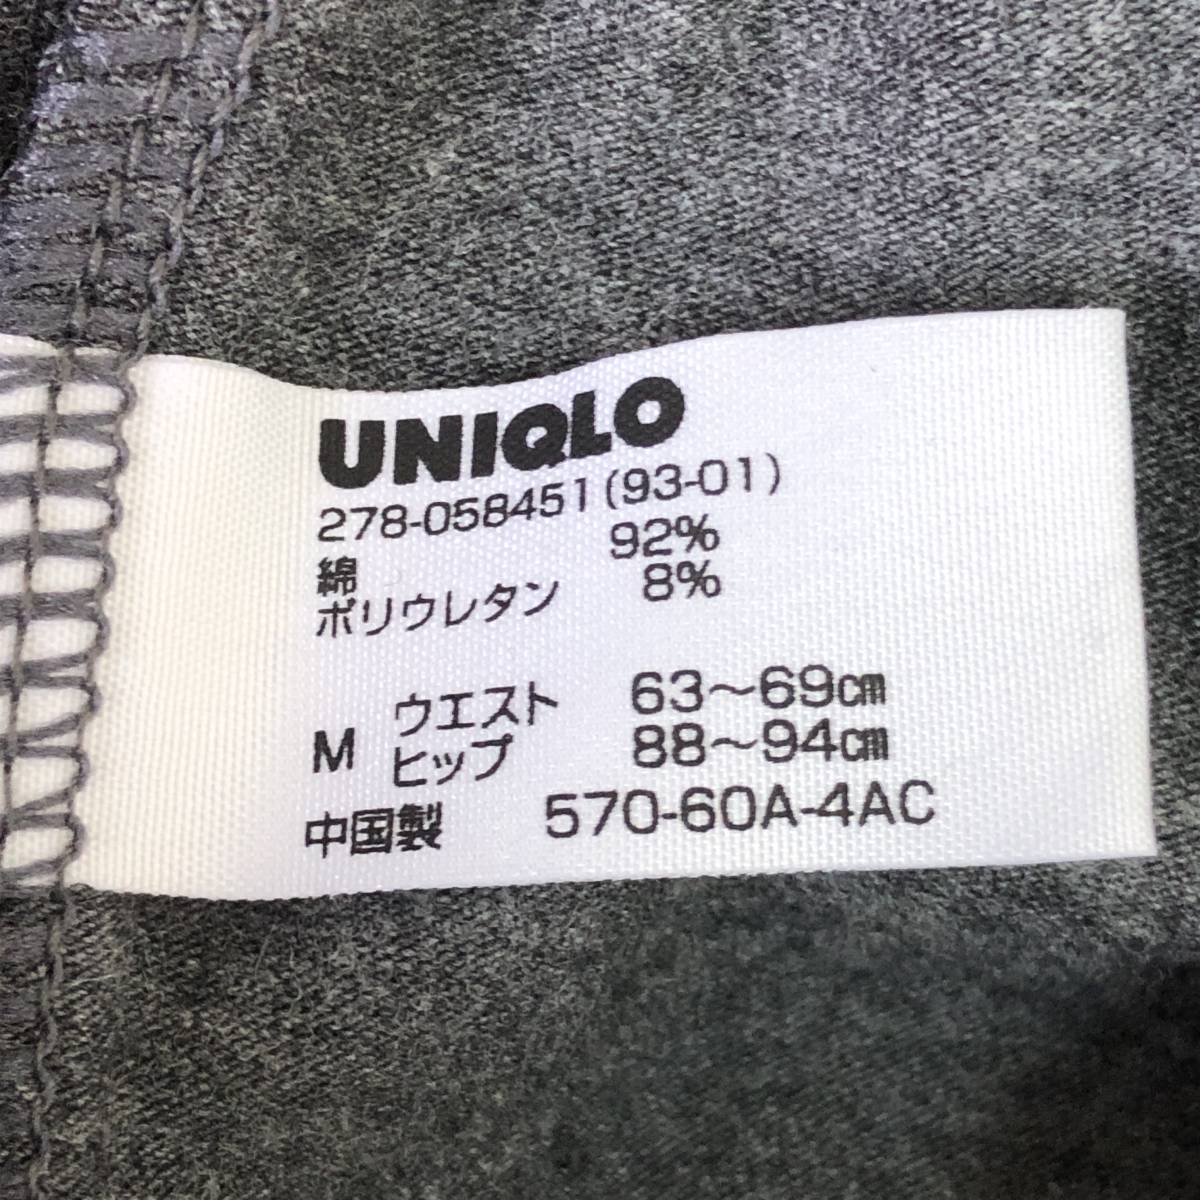 UNIQLO
278-058451(93-01)
綿 92%
ポリウレタン 8%
M ウエスト 63～69㎝
ヒップ 88～94㎝
中国製 570-60A-4AC